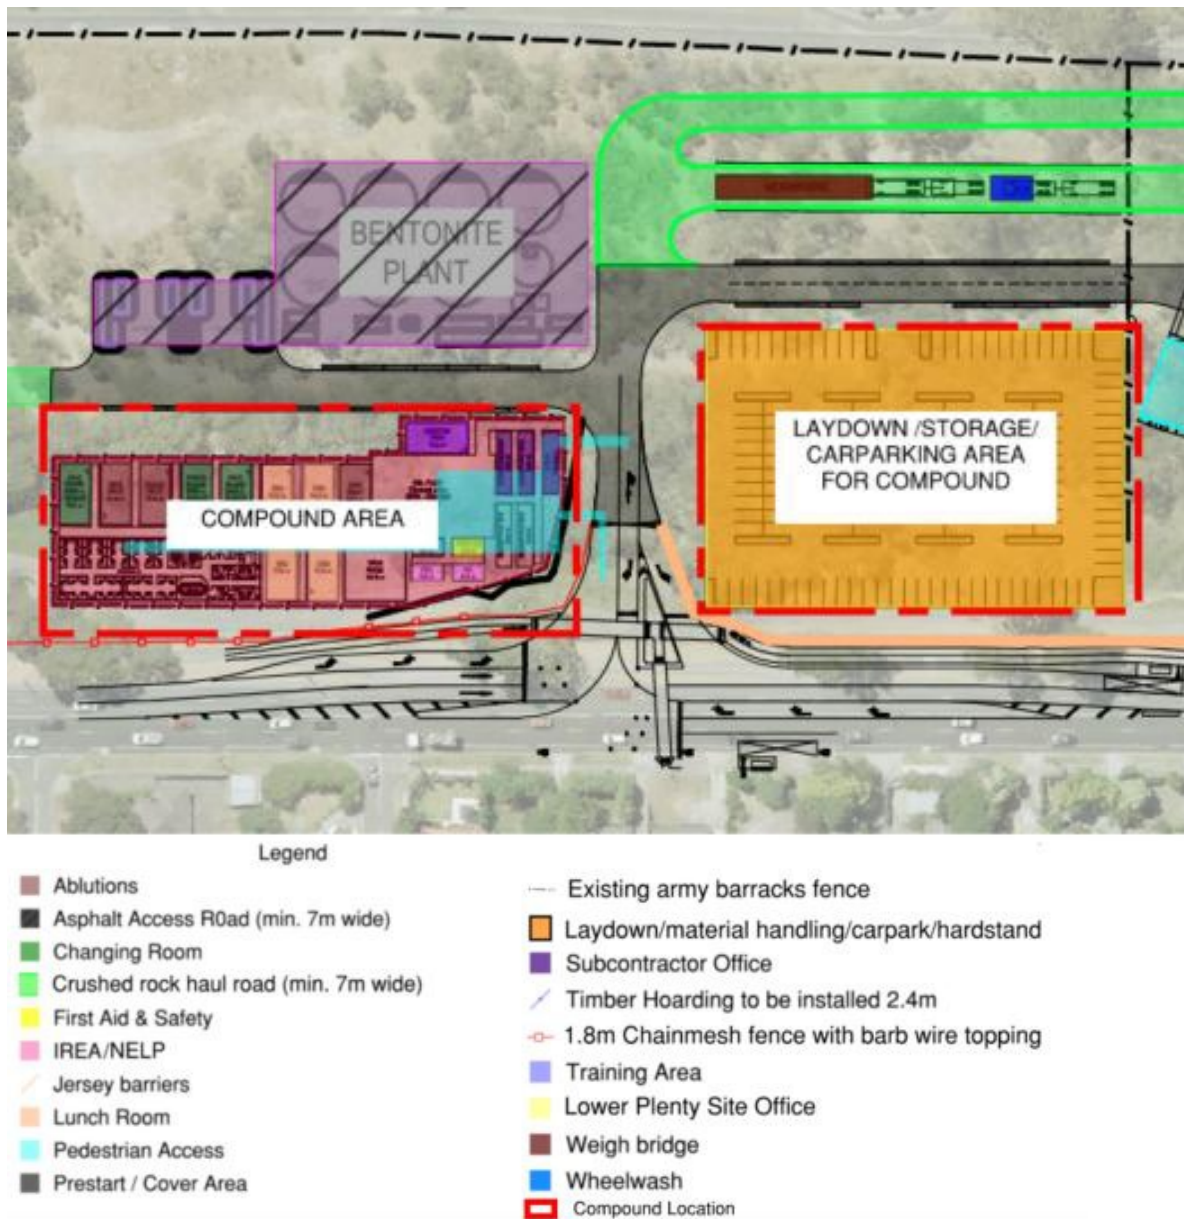 BENTONITE
PLANT
LAYDOWN /STORAGE/
CARPARKING AREA
FOR COMPOUND
COMPOUND AREA
Legend
Ablutions
Asphalt Access R0ad (min. 7m wide)
Changing Room
Crushed rock haul road (min. 7m wide)
First Aid & Safety
IREA/NELP
Jersey barriers
Lunch Room
Pedestrian Access
Prestart / Cover Area
Existing army barracks fence
Laydown/material handling/carpark/hardstand
Subcontractor Office
Timber Hoarding to be installed 2.4m
1.8m Chainmesh fence with barb wire topping
Training Area
Lower Plenty Site Office
Weigh bridge
Wheelwash
Compound Location